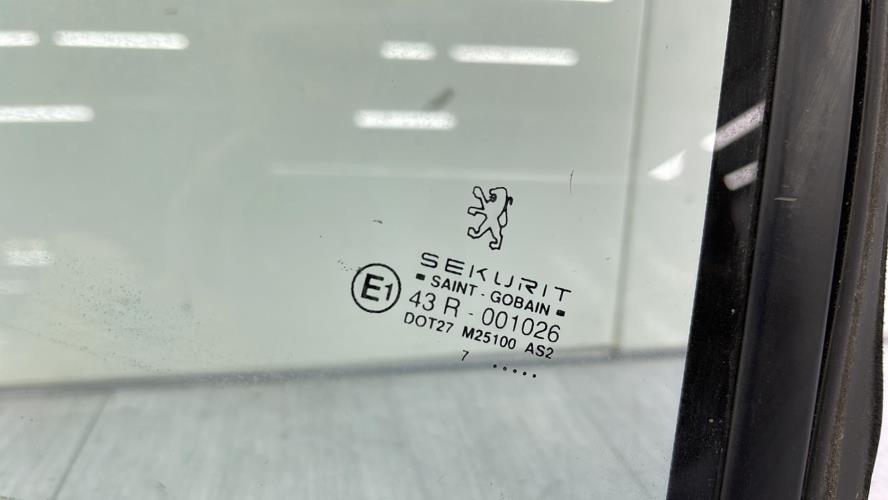 SEKURIT
▪ SAINT - GOBAIN ▪
E1
43 R - 001026
DOT27 M25100 AS2
7 .....